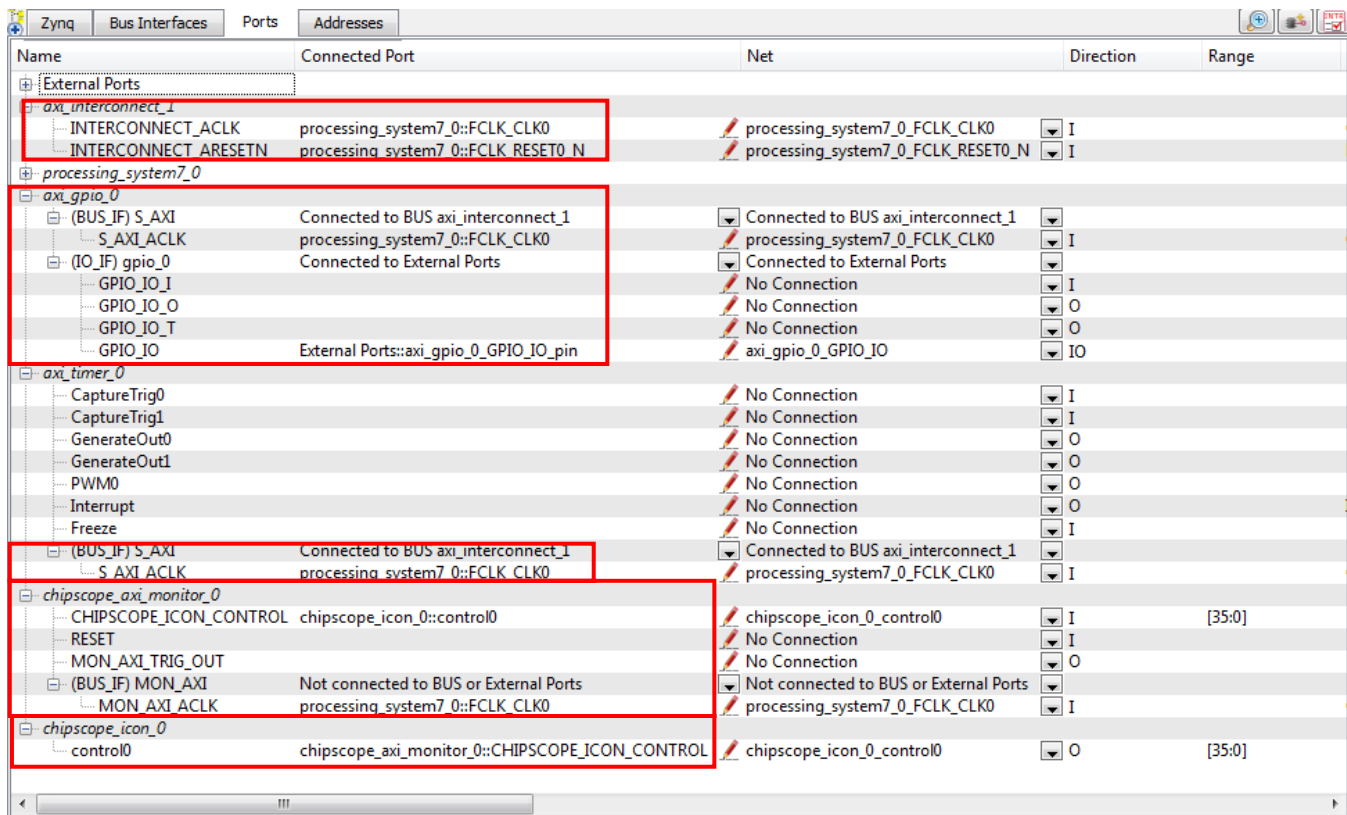 Zynq Bus Interfaces Ports Addresses
Name Connected Port Net Direction Range
External Ports
axi_interconnect_1
INTERCONNECT_ACLK processing_system7_0::FCLK_CLK0 processing_system7_0_FCLK_CLK0 I
INTERCONNECT_ARESETN processing_system7_0::FCLK_RESET0_N processing_system7_0_FCLK_RESET0_N I
processing_system7_0
axi_gpio_0
(BUS_IF) S_AXI Connected to BUS axi_interconnect_1 Connected to BUS axi_interconnect_1
S_AXI_ACLK processing_system7_0::FCLK_CLK0 processing_system7_0_FCLK_CLK0 I
(IO_IF) gpio_0 Connected to External Ports Connected to External Ports
GPIO_IO_I No Connection I
GPIO_IO_O No Connection O
GPIO_IO_T No Connection O
GPIO_IO External Ports::axi_gpio_0_GPIO_IO_pin axi_gpio_0_GPIO_IO IO
axi_timer_0
CaptureTrig0 No Connection I
CaptureTrig1 No Connection I
GenerateOut0 No Connection O
GenerateOut1 No Connection O
PWM0 No Connection O
Interrupt No Connection O
Freeze No Connection I
(BUS_IF) S_AXI Connected to BUS axi_interconnect_1 Connected to BUS axi_interconnect_1
S_AXI_ACLK processing_system7_0::FCLK_CLK0 processing_system7_0_FCLK_CLK0 I
chipscope_axi_monitor_0
CHIPSCOPE_ICON_CONTROL chipscope_icon_0::control0 chipscope_icon_0_control0 I [35:0]
RESET No Connection I
MON_AXI_TRIG_OUT No Connection O
(BUS_IF) MON_AXI Not connected to BUS or External Ports Not connected to BUS or External Ports
MON_AXI_ACLK processing_system7_0::FCLK_CLK0 processing_system7_0_FCLK_CLK0 I
chipscope_icon_0
control0 chipscope_axi_monitor_0::CHIPSCOPE_ICON_CONTROL chipscope_icon_0_control0 O [35:0]